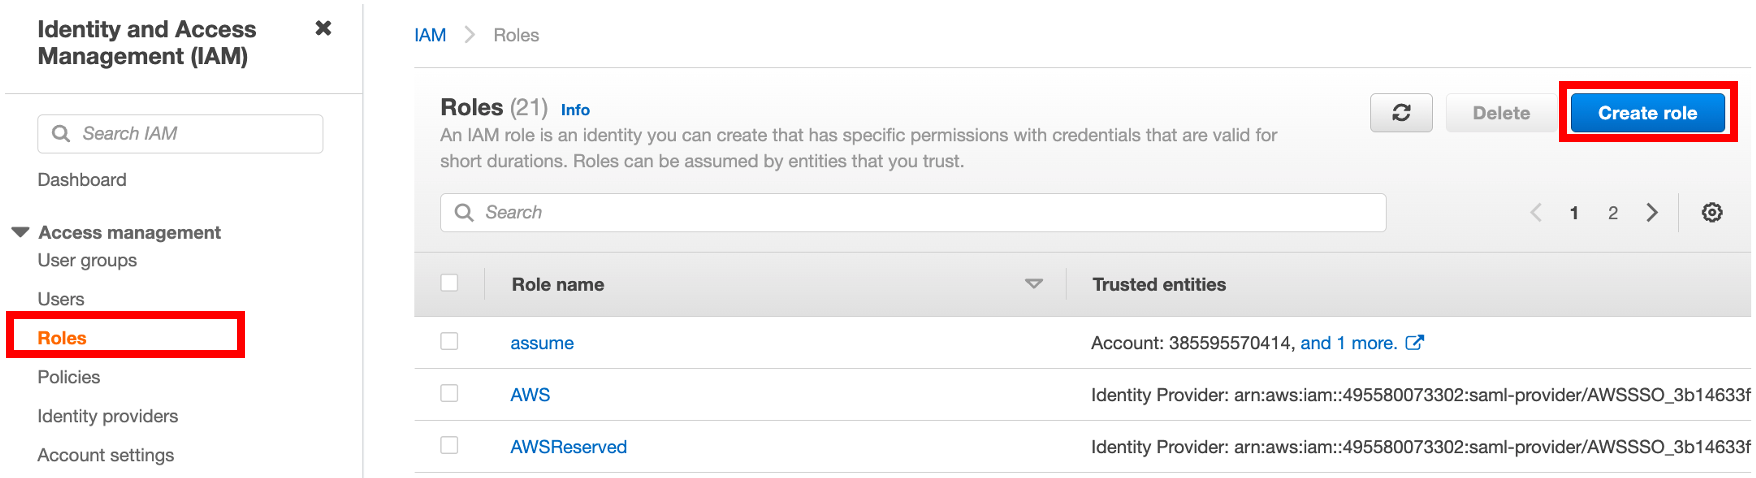 Identity and Access
Management (IAM)
Search IAM
Dashboard
Access management
User groups
Users
Roles
Policies
Identity providers
Account settings
IAM
Roles
Roles (21) Info
An IAM role is an identity you can create that has specific permissions with credentials that are valid for
short durations. Roles can be assumed by entities that you trust.
Delete
Create role
Search
1 2
Role name Trusted entities
assume Account: 385595570414, and 1 more.
AWS Identity Provider: arn:aws:iam::495580073302:saml-provider/AWSSSO_3b14633f
AWSReserved Identity Provider: arn:aws:iam::495580073302:saml-provider/AWSSSO_3b14633f